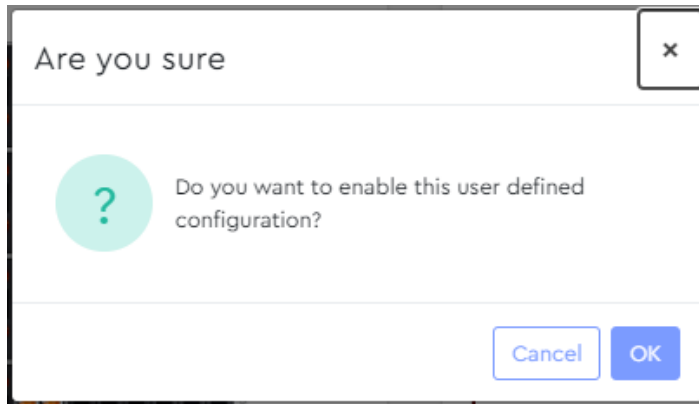 Are you sure
×
?
Do you want to enable this user defined
configuration?
Cancel
OK